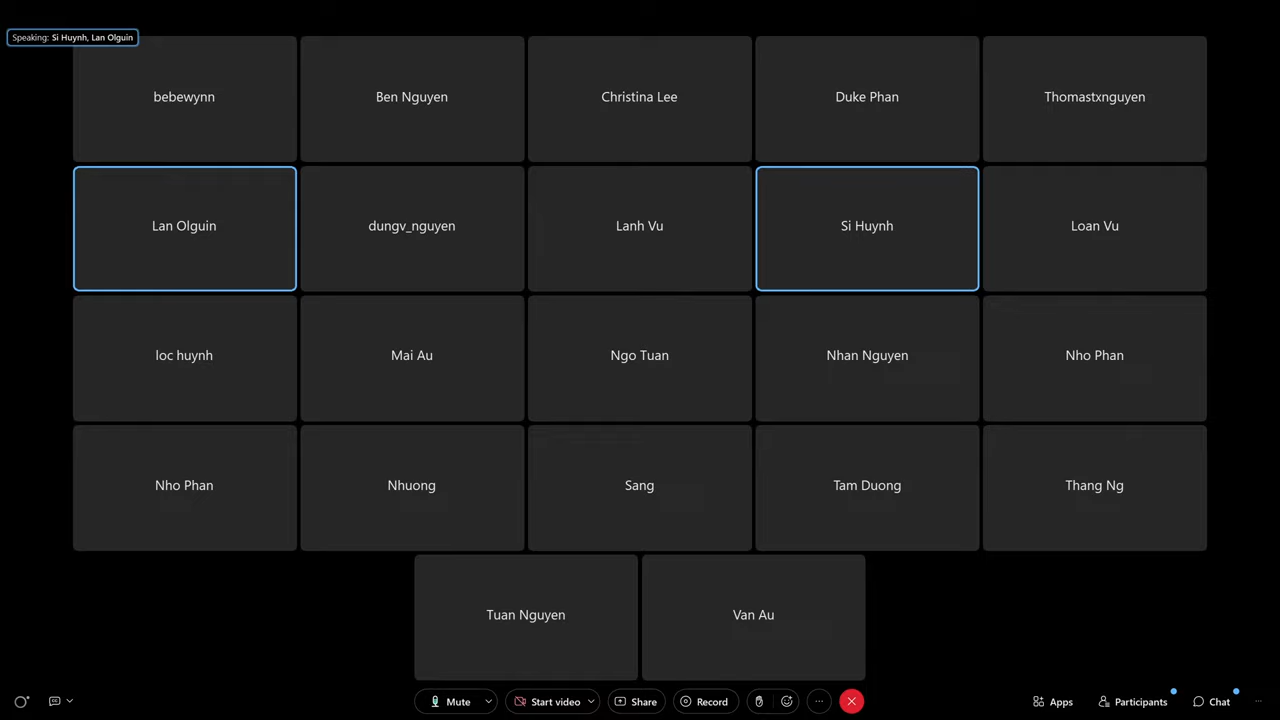 Speaking: Si Huynh, Lan Olguin
bebewynn
Ben Nguyen
Christina Lee
Duke Phan
Thomastxnguyen
Lan Olguin
dungv_nguyen
Lanh Vu
Si Huynh
Loan Vu
loc huynh
Mai Au
Ngo Tuan
Nhan Nguyen
Nho Phan
Nho Phan
Nhuong
Sang
Tam Duong
Thang Ng
Tuan Nguyen
Van Au
Mute
Start video
Share
Record
Apps
Participants
Chat